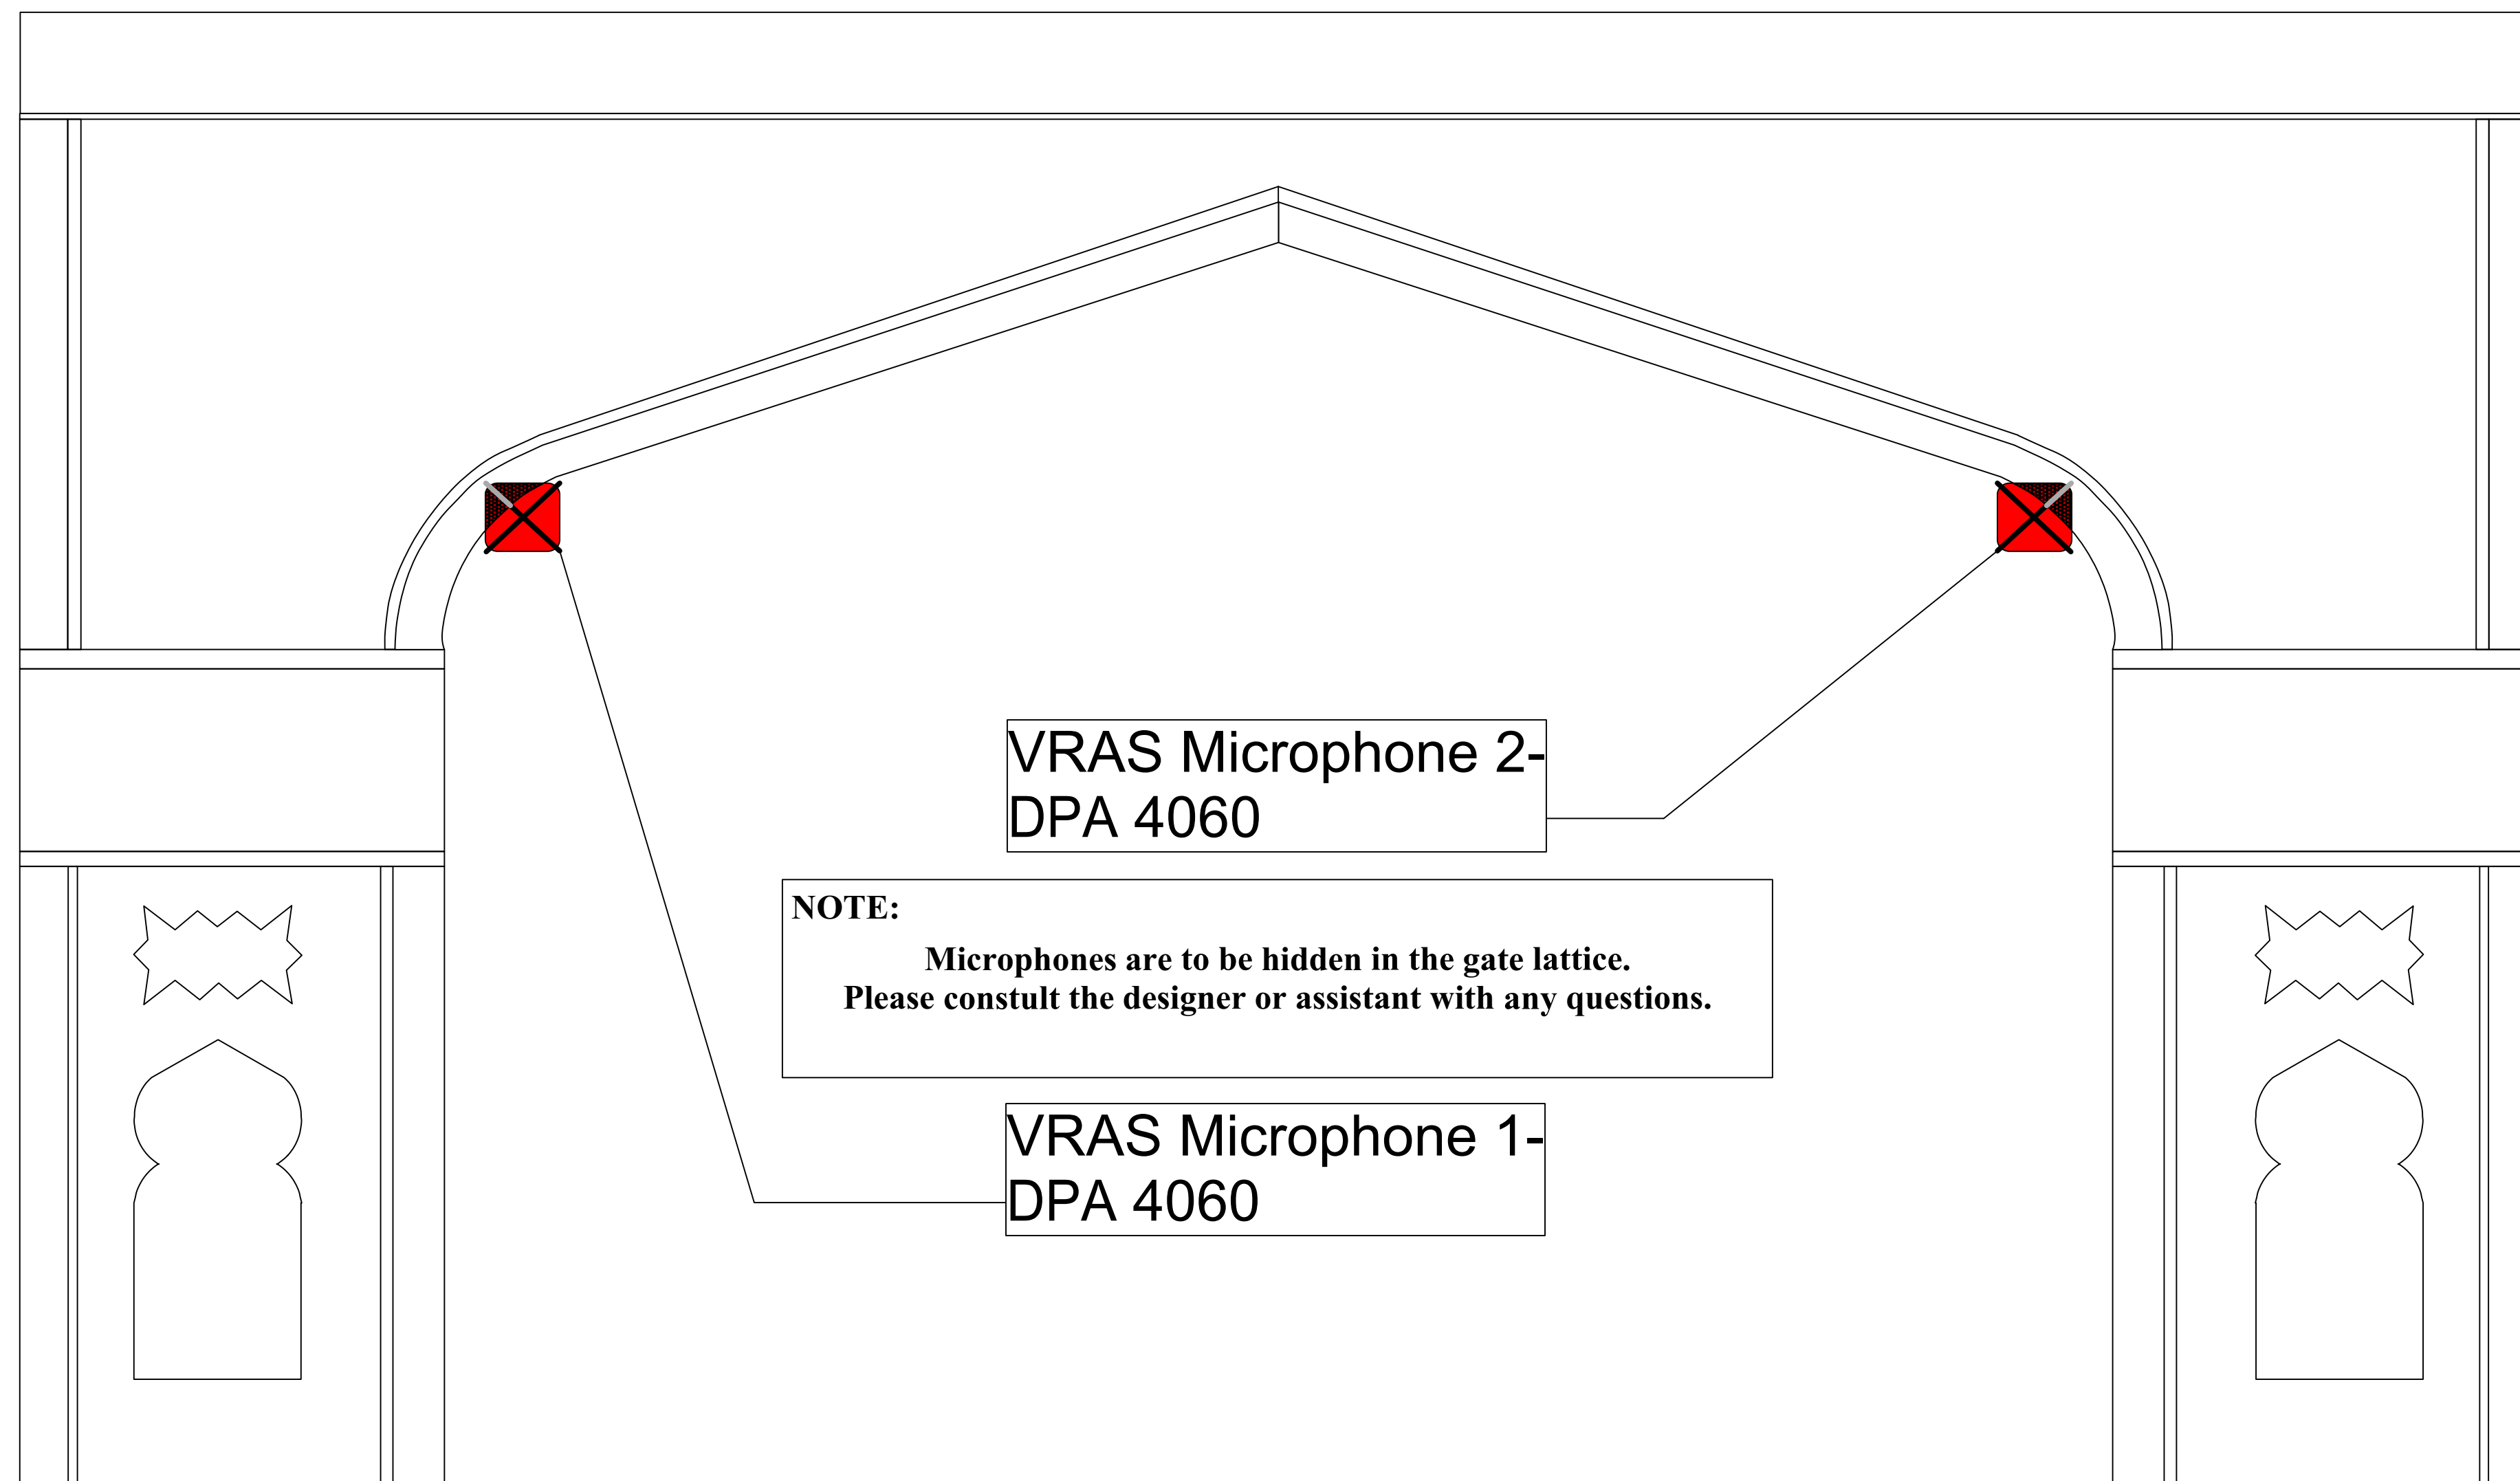 VRAS Microphone 2-
DPA 4060
NOTE:
Microphones are to be hidden in the gate lattice.
Please constult the designer or assistant with any questions.
VRAS Microphone 1-
DPA 4060